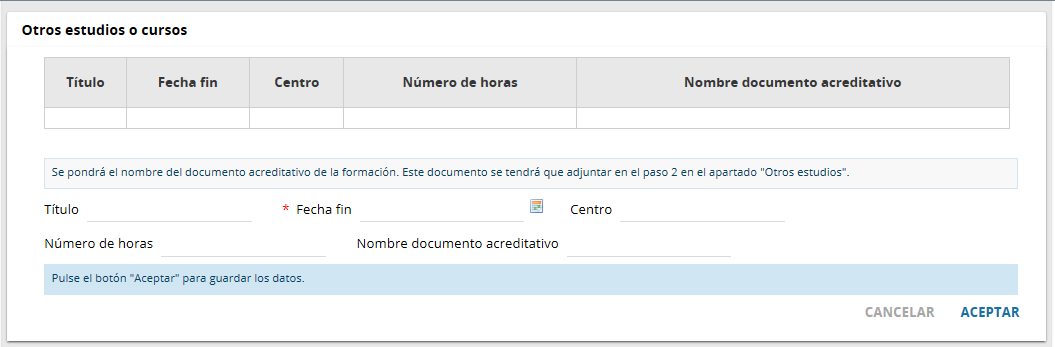 Otros estudios o cursos
Título Fecha fin Centro Número de horas Nombre documento acreditativo
Se pondrá el nombre del documento acreditativo de la formación. Este documento se tendrá que adjuntar en el paso 2 en el apartado "Otros estudios".
Título * Fecha fin Centro
Número de horas Nombre documento acreditativo
Pulse el botón "Aceptar" para guardar los datos.
CANCELAR ACEPTAR